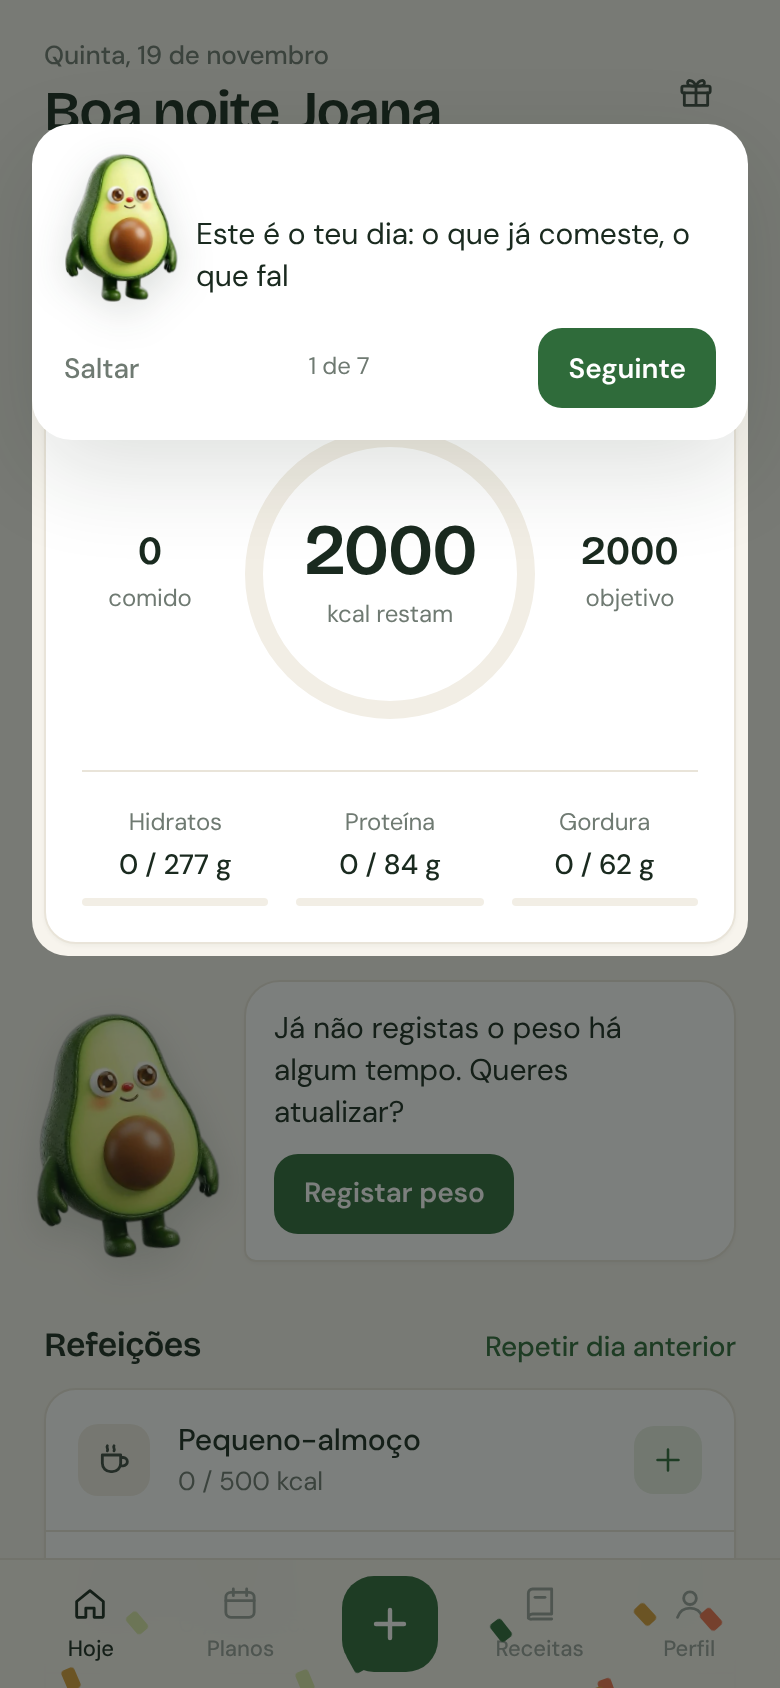 Quinta, 19 de novembro
Boa noite Joana
Este é o teu dia: o que já comeste, o
que fal
Saltar
1 de 7
Seguinte
0
comido
2000
kcal restam
2000
objetivo
Hidratos
0 / 277 g
Proteína
0 / 84 g
Gordura
0 / 62 g
Já não registas o peso há
algum tempo. Queres
atualizar?
Registar peso
Refeições
Repetir dia anterior
Pequeno-almoço
0 / 500 kcal
Hoje
Planos
Receitas
Perfil